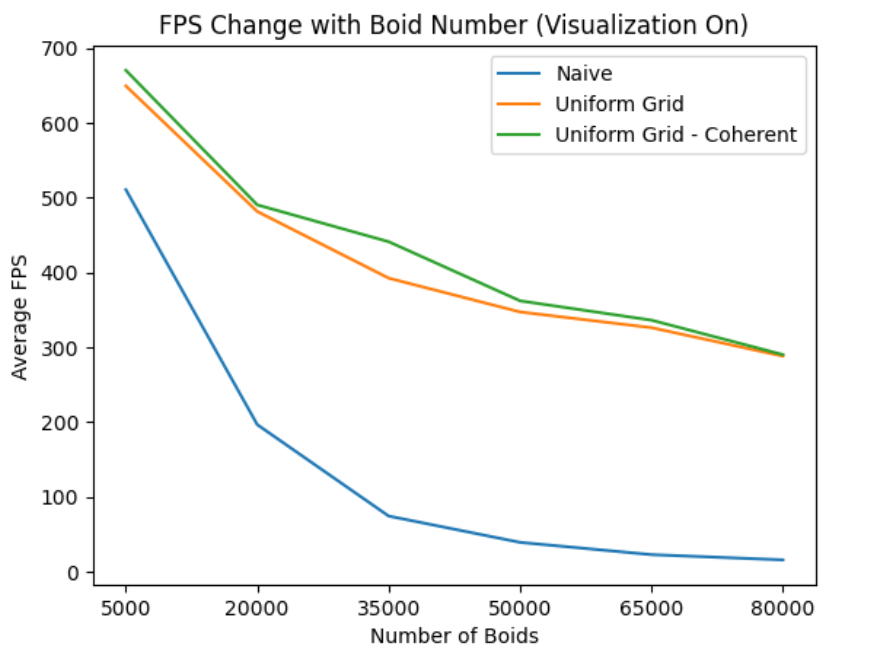 FPS Change with Boid Number (Visualization On)
Naive
Uniform Grid
Uniform Grid - Coherent
700
600
500
400
300
200
100
0
Average FPS
5000 20000 35000 50000 65000 80000
Number of Boids